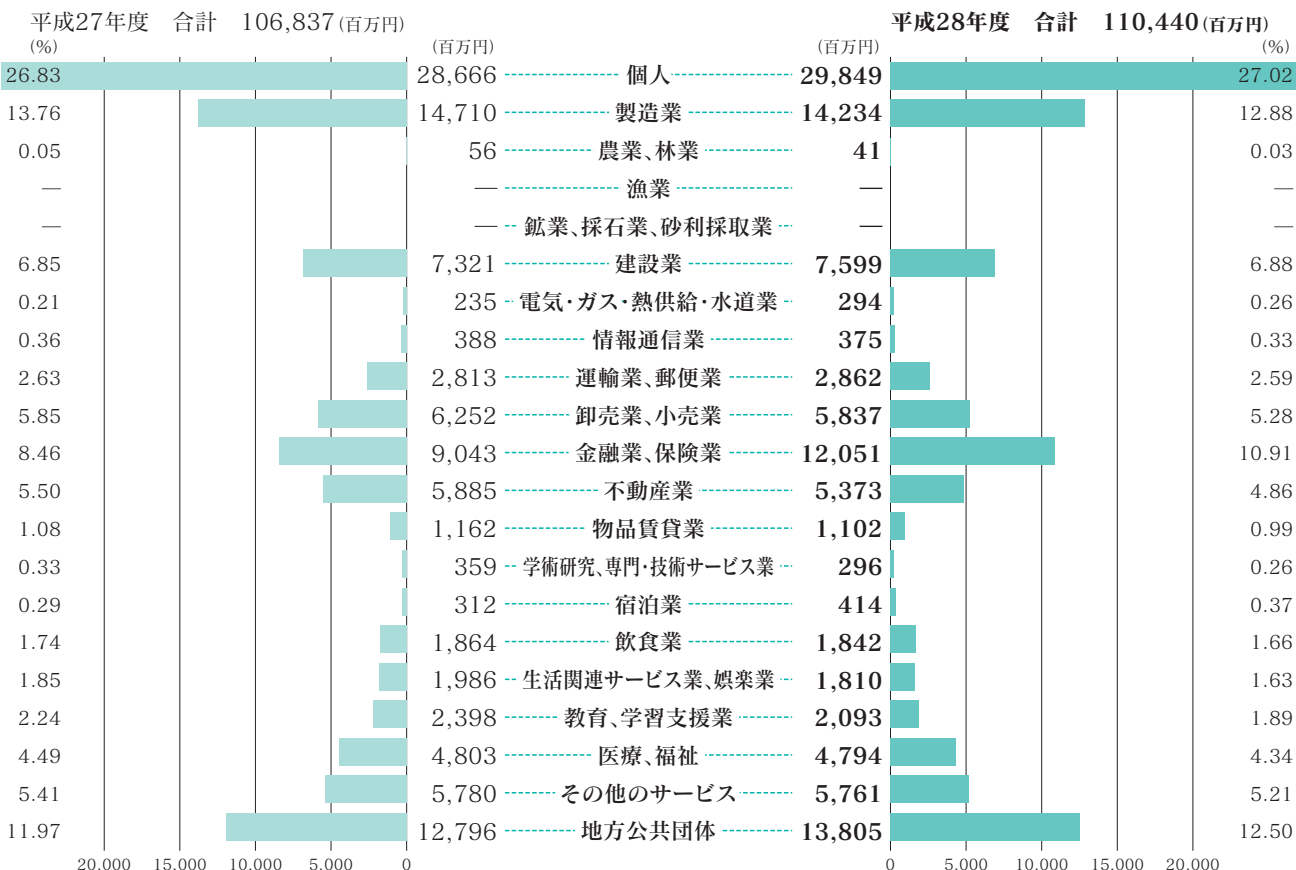 平成27年度　合計　106,837(百万円)　平成28年度　合計　110,440(百万円)
(%)　(百万円)　(百万円)　(%)
26.83　28,666　個人　29,849　27.02
13.76　14,710　製造業　14,234　12.88
0.05　56　農業、林業　41　0.03
—　—　漁業　—　—
—　—　鉱業、採石業、砂利採取業　—　—
6.85　7,321　建設業　7,599　6.88
0.21　235　電気・ガス・熱供給・水道業　294　0.26
0.36　388　情報通信業　375　0.33
2.63　2,813　運輸業、郵便業　2,862　2.59
5.85　6,252　卸売業、小売業　5,837　5.28
8.46　9,043　金融業、保険業　12,051　10.91
5.50　5,885　不動産業　5,373　4.86
1.08　1,162　物品賃貸業　1,102　0.99
0.33　359　学術研究、専門・技術サービス業　296　0.26
0.29　312　宿泊業　414　0.37
1.74　1,864　飲食業　1,842　1.66
1.85　1,986　生活関連サービス業、娯楽業　1,810　1.63
2.24　2,398　教育、学習支援業　2,093　1.89
4.49　4,803　医療、福祉　4,794　4.34
5.41　5,780　その他のサービス　5,761　5.21
11.97　12,796　地方公共団体　13,805　12.50
20.000　15.000　10.000　5.000　0　0　5.000　10.000　15.000　20.000